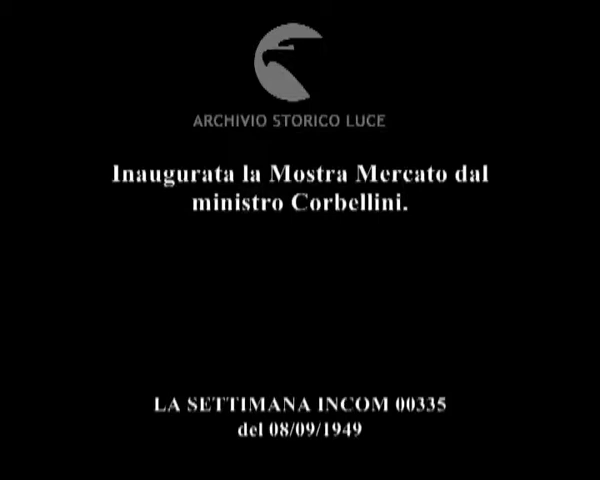 ARCHIVIO STORICO LUCE
Inaugurata la Mostra Mercato dal
ministro Corbellini.
LA SETTIMANA INCOM 00335
del 08/09/1949